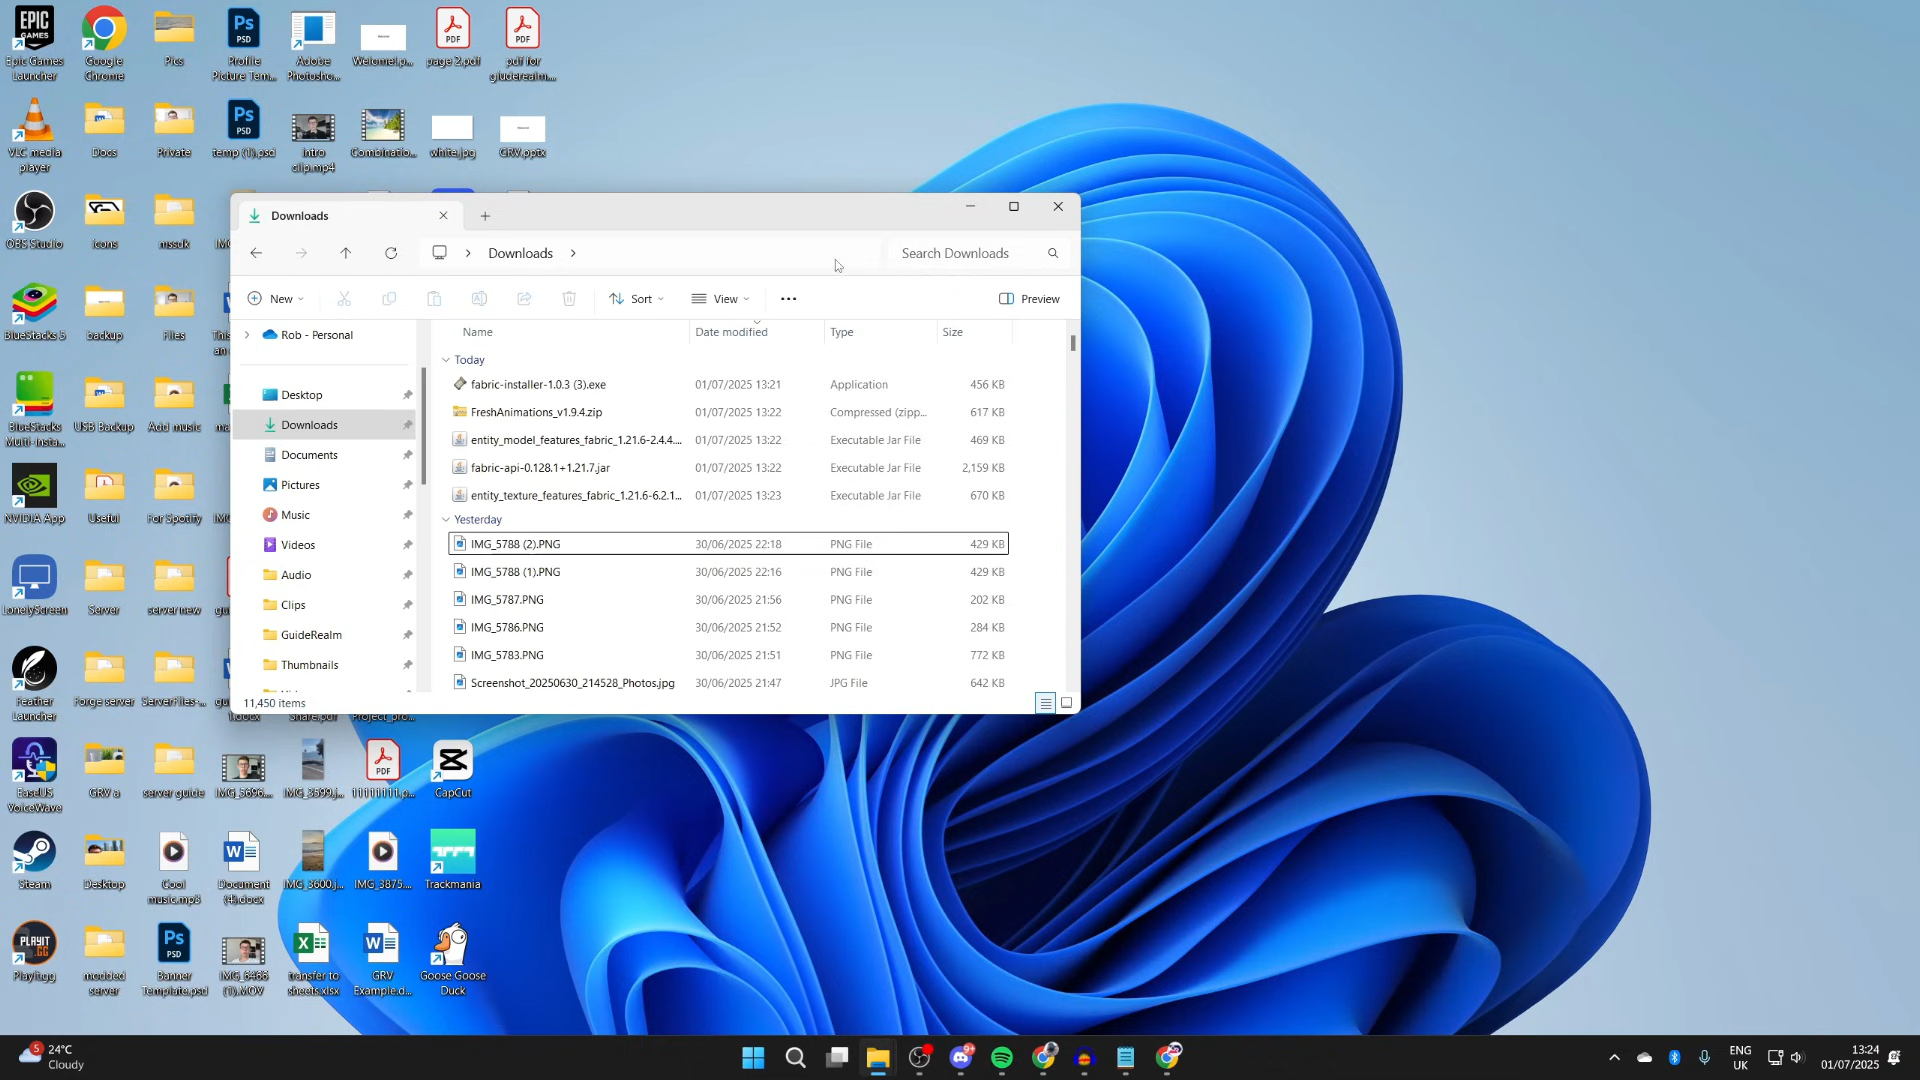 Epic Games
Launcher
Google
Chrome
Pics
Profile
Picture Tem...
Adobe
Photosho...
Welome!.p...
page 2.pdf
pdf for
giuderealm....
VLC media
player
Docs
Private
temp (1).psd
intro
clip.mp4
Combinatio...
white.jpg
GRV.pptx
OBS Studio
icons
mssdk
BlueStacks 5
backup
Files
BlueStacks
Multi-Insta...
USB Backup
Add music
NVIDIA App
Useful
For Spotify
LonelyScreen
Server
server new
Feather
Launcher
Forge server
ServerFiles-...
EaseUS
VoiceWave
GRV a
server guide
IMG_5696....
IMG_3599.j...
11111111.p...
CapCut
Steam
Desktop
Cool
music.mp3
Document
(4).docx
IMG_3600.j...
IMG_3875....
Trackmania
Playit.gg
modded
server
Banner
Template.psd
IMG_6466
(1).MOV
transfer to
sheets.xlsx
GRV
Example.d...
Goose Goose
Duck
Downloads
Downloads
Search Downloads
New
Sort
View
Preview
Rob - Personal
Desktop
Downloads
Documents
Pictures
Music
Videos
Audio
Clips
GuideRealm
Thumbnails
Name Date modified Type Size
Today
fabric-installer-1.0.3 (3).exe 01/07/2025 13:21 Application 456 KB
FreshAnimations_v1.9.4.zip 01/07/2025 13:22 Compressed (zipp... 617 KB
entity_model_features_fabric_1.21.6-2.4.4.... 01/07/2025 13:22 Executable Jar File 469 KB
fabric-api-0.128.1+1.21.7.jar 01/07/2025 13:22 Executable Jar File 2,159 KB
entity_texture_features_fabric_1.21.6-6.2.1... 01/07/2025 13:23 Executable Jar File 670 KB
Yesterday
IMG_5788 (2).PNG 30/06/2025 22:18 PNG File 429 KB
IMG_5788 (1).PNG 30/06/2025 22:16 PNG File 429 KB
IMG_5787.PNG 30/06/2025 21:56 PNG File 202 KB
IMG_5786.PNG 30/06/2025 21:52 PNG File 284 KB
IMG_5783.PNG 30/06/2025 21:51 PNG File 772 KB
Screenshot_20250630_214528_Photos.jpg 30/06/2025 21:47 JPG File 642 KB
11,450 items
24°C
Cloudy
ENG
UK
13:24
01/07/2025